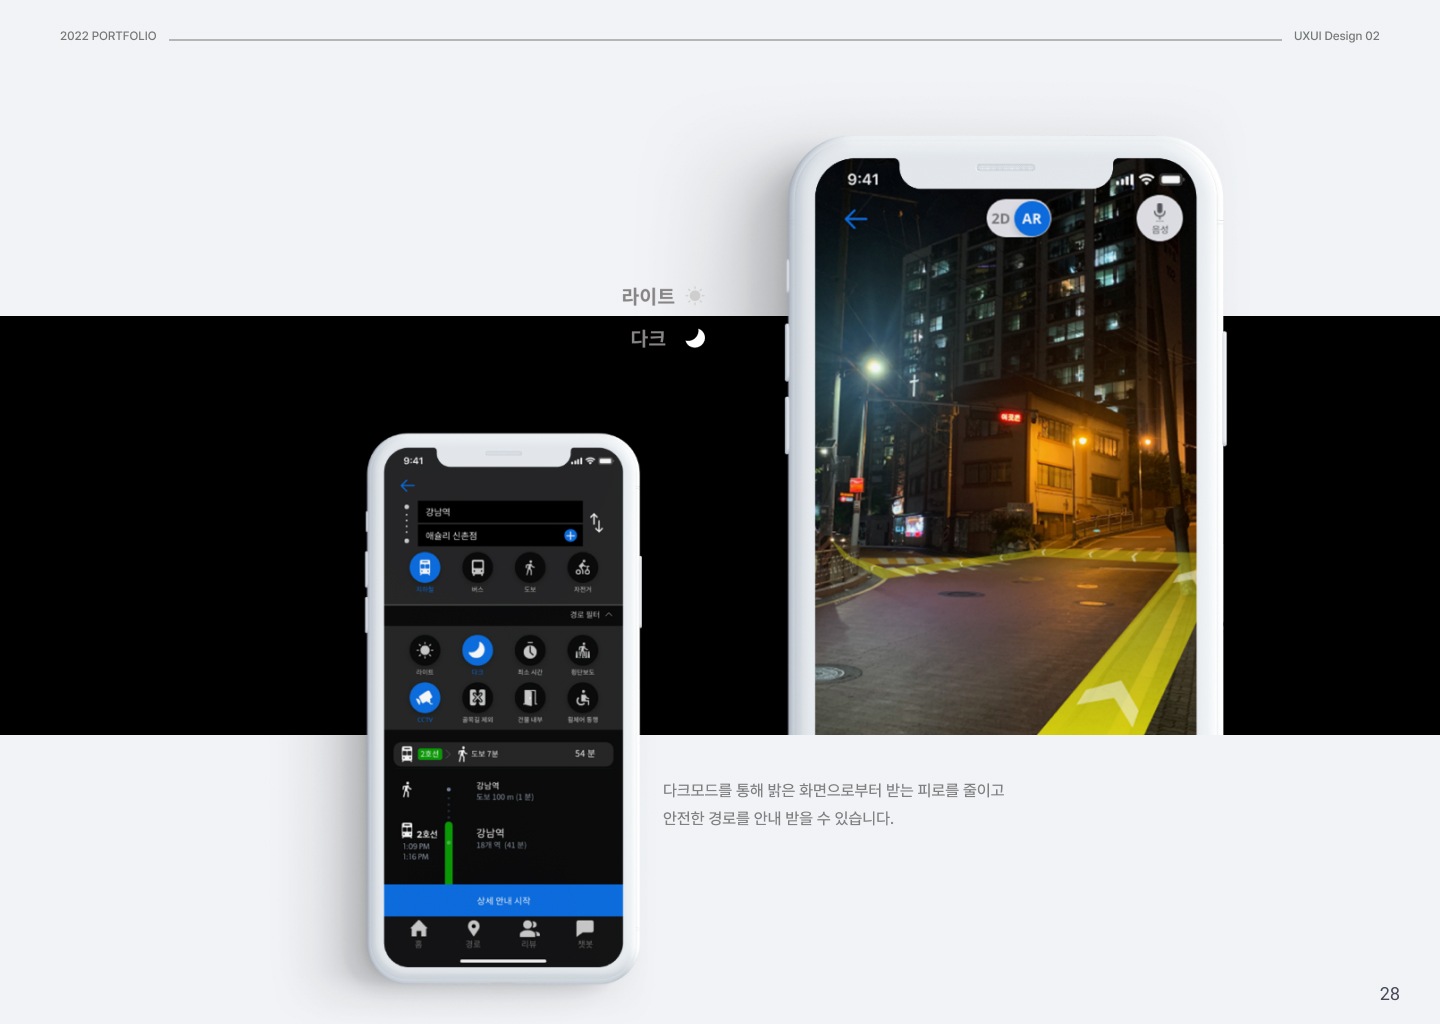 2022 PORTFOLIO
UXUI Design 02
라이트
다크
9:41
2D AR
음성
9:41
강남역
애슐리 신촌점
지하철 버스 도보 자전거
경로 필터
라이트 다크 최소 시간 횡단보도
CCTV 골목길 제외 건물 내부 휠체어 통행
2호선 도보 7분 54 분
강남역
도보 100 m (1 분)
2호선
1:09 PM
1:16 PM
강남역
18개 역 (41 분)
상세 안내 시작
홈 경로 리뷰 챗봇
다크모드를 통해 밝은 화면으로부터 받는 피로를 줄이고
안전한 경로를 안내 받을 수 있습니다.
28